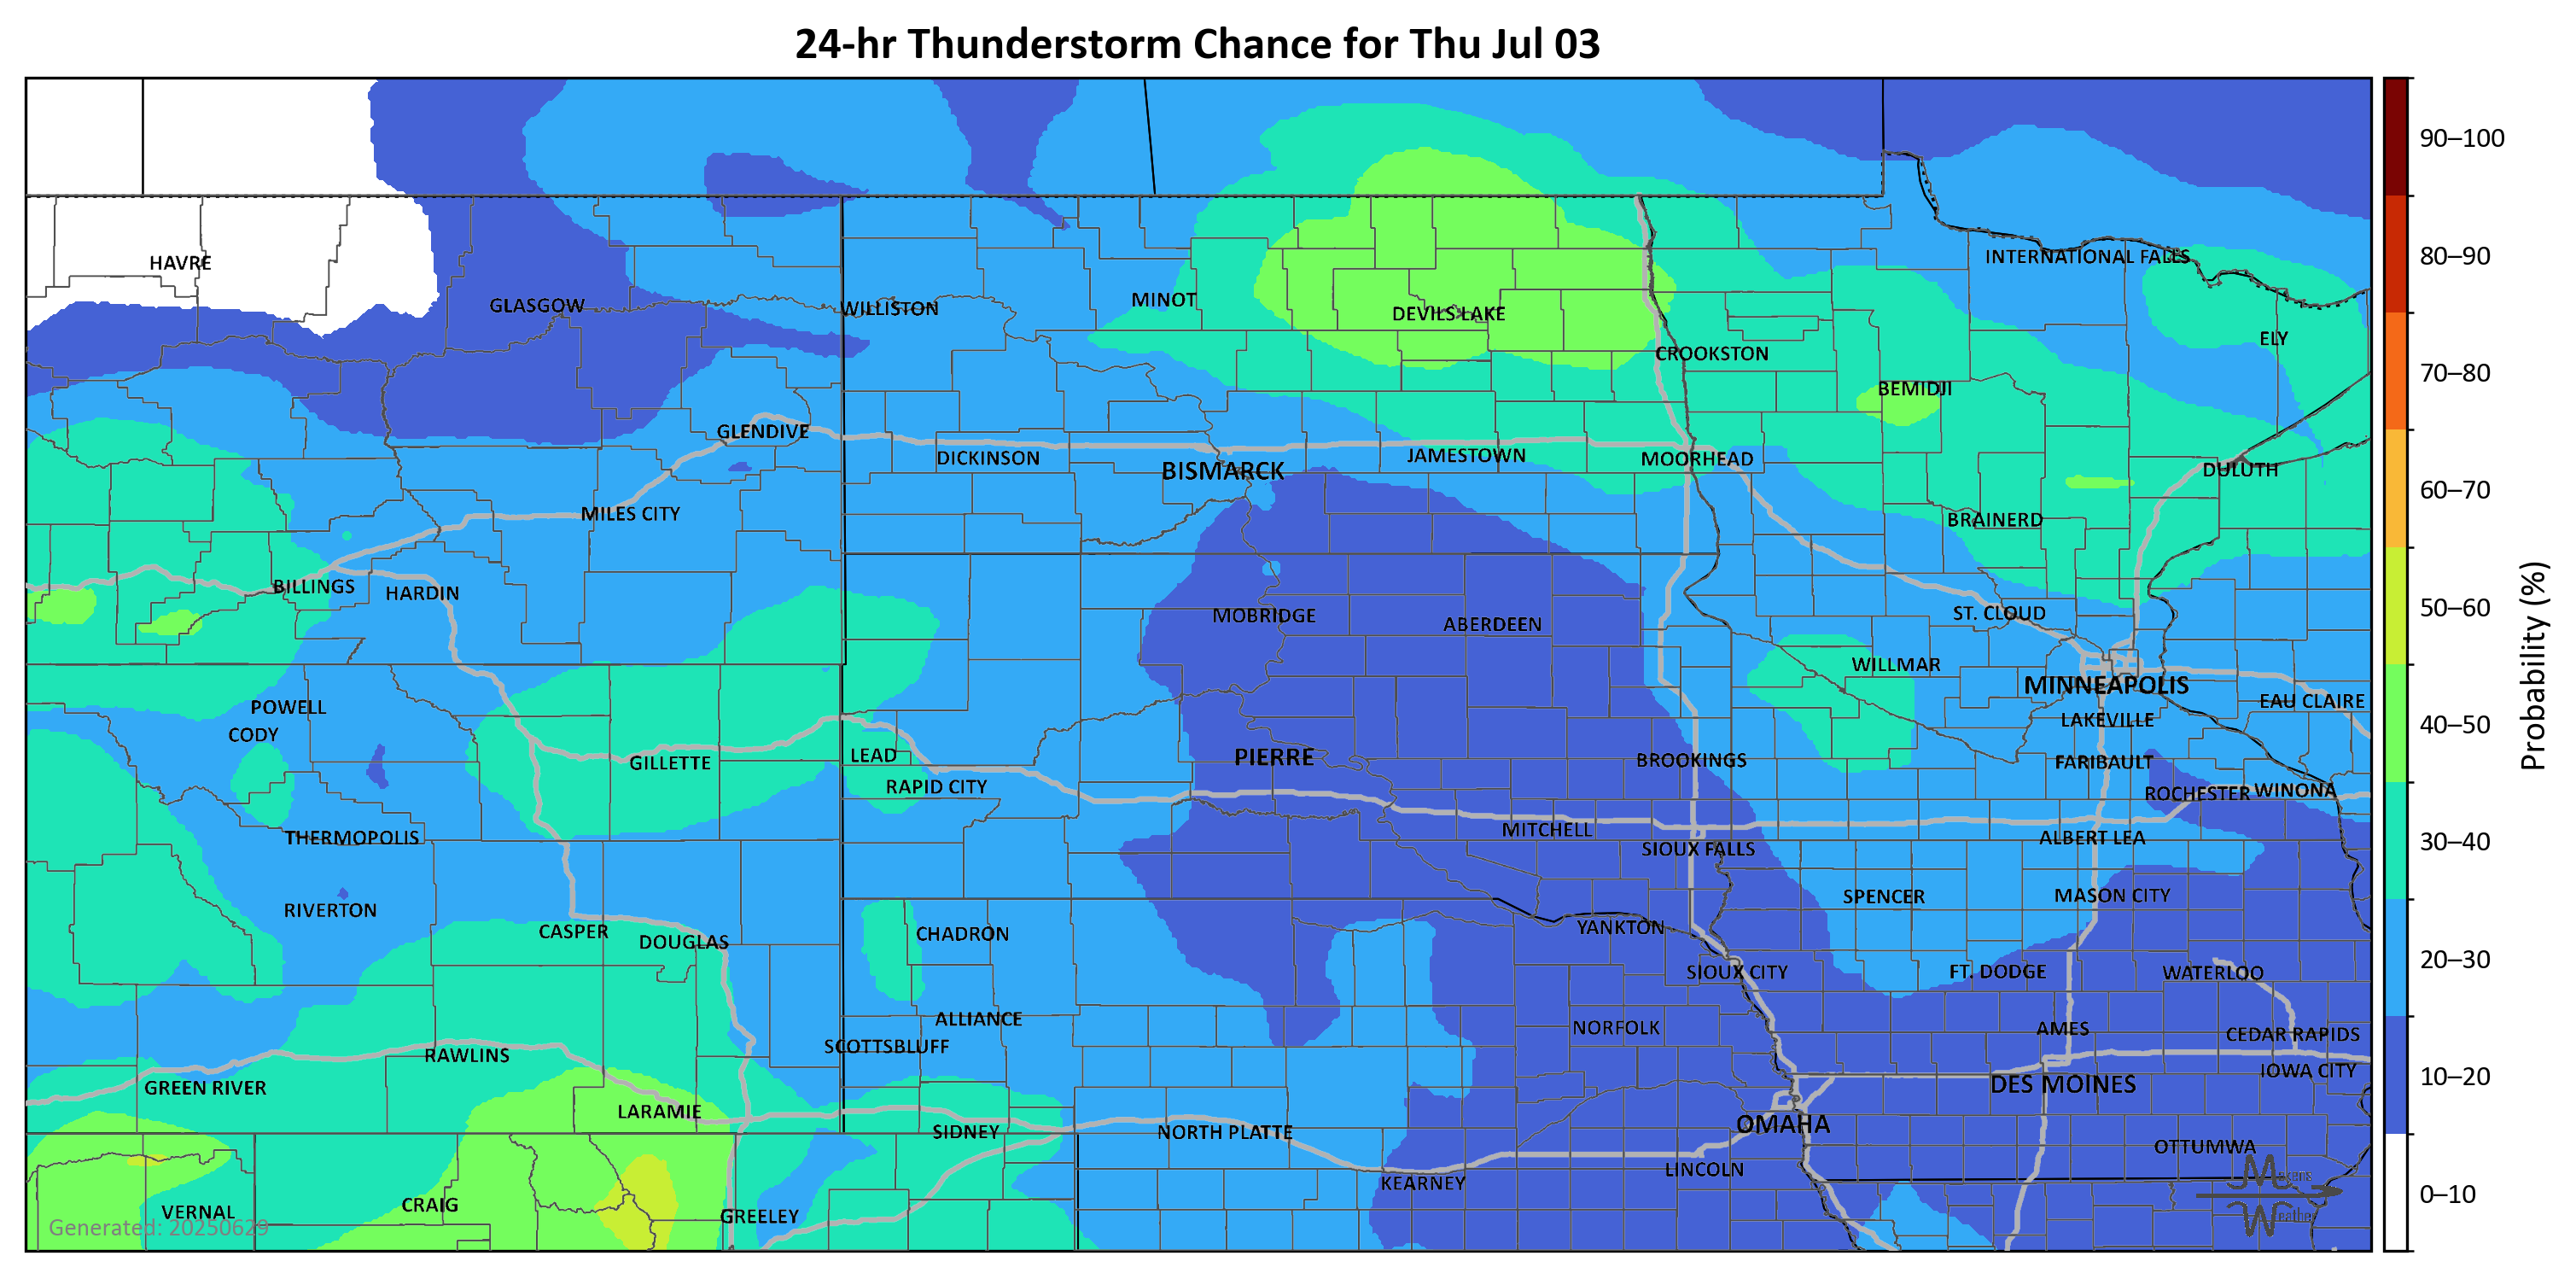 24-hr Thunderstorm Chance for Thu Jul 03
90–100
80–90
70–80
60–70
50–60
40–50
30–40
20–30
10–20
0–10
Probability (%)
HAVRE
INTERNATIONAL FALLS
GLASGOW
WILLISTON
MINOT
DEVILS LAKE
ELY
CROOKSTON
BEMIDJI
GLENDIVE
DICKINSON
BISMARCK
JAMESTOWN
MOORHEAD
DULUTH
MILES CITY
BRAINERD
BILLINGS
HARDIN
MOBRIDGE
ABERDEEN
ST. CLOUD
WILLMAR
MINNEAPOLIS
POWELL
CODY
EAU CLAIRE
LAKEVILLE
GILLETTE
LEAD
PIERRE
BROOKINGS
FARIBAULT
RAPID CITY
ROCHESTER
WINONA
THERMOPOLIS
MITCHELL
ALBERT LEA
SIOUX FALLS
RIVERTON
SPENCER
MASON CITY
CASPER
DOUGLAS
CHADRON
YANKTON
SIOUX CITY
FT. DODGE
WATERLOO
ALLIANCE
NORFOLK
AMES
CEDAR RAPIDS
RAWLINS
SCOTTSBLUFF
GREEN RIVER
DES MOINES
IOWA CITY
LARAMIE
SIDNEY
NORTH PLATTE
OMAHA
OTTUMWA
LINCOLN
KEARNEY
VERNAL
CRAIG
GREELEY
Generated: 20250629
Makens
Weather